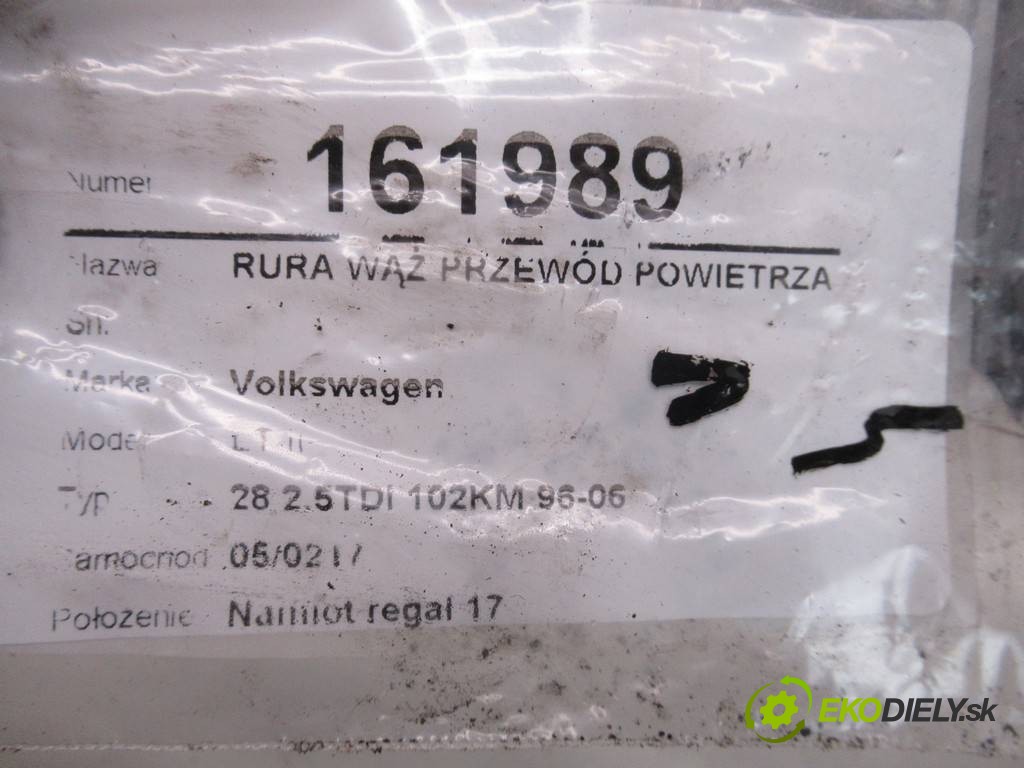 Numer 161989
Nazwa RURA WĄŻ PRZEWÓD POWIETRZA
Sn.
Marka Volkswagen
Model LT II
Typ 28 2.5TDI 102KM 96-06
Samochód 05/0217
Położenie Namiot regał 17
EKODIELY.sk